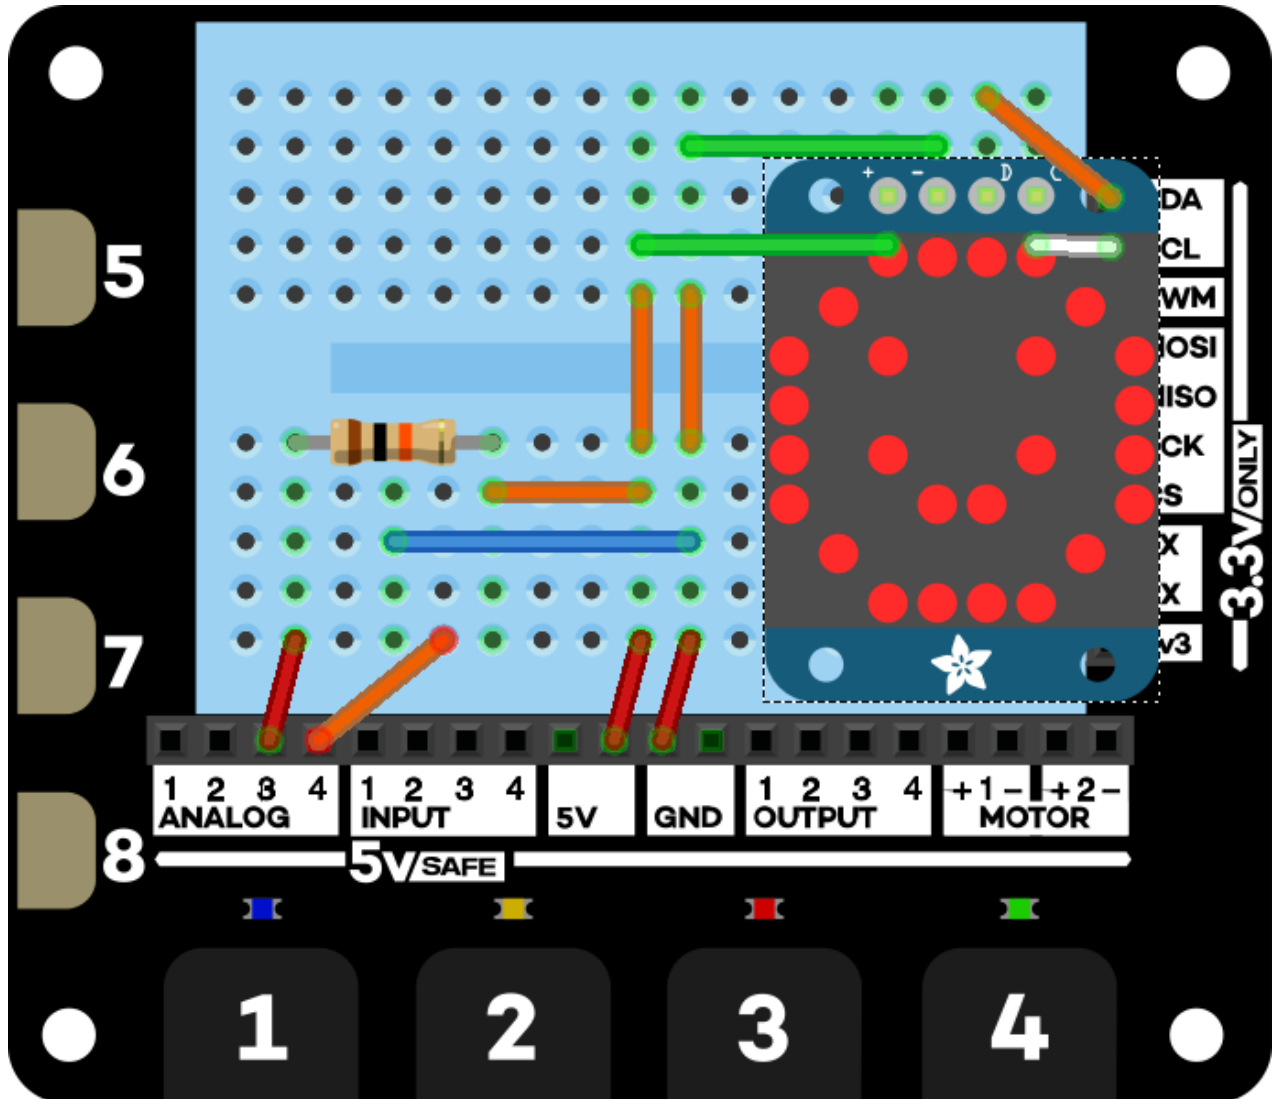 + - D C
DA
5
CL
WM
IOSI
IISO
CK
6
S
X
X
7
v3
3.3V/ONLY
1 2 3 4 1 2 3 4 5V GND 1 2 3 4 + 1 - + 2 -
ANALOG INPUT OUTPUT MOTOR
8
5V/SAFE
1 2 3 4